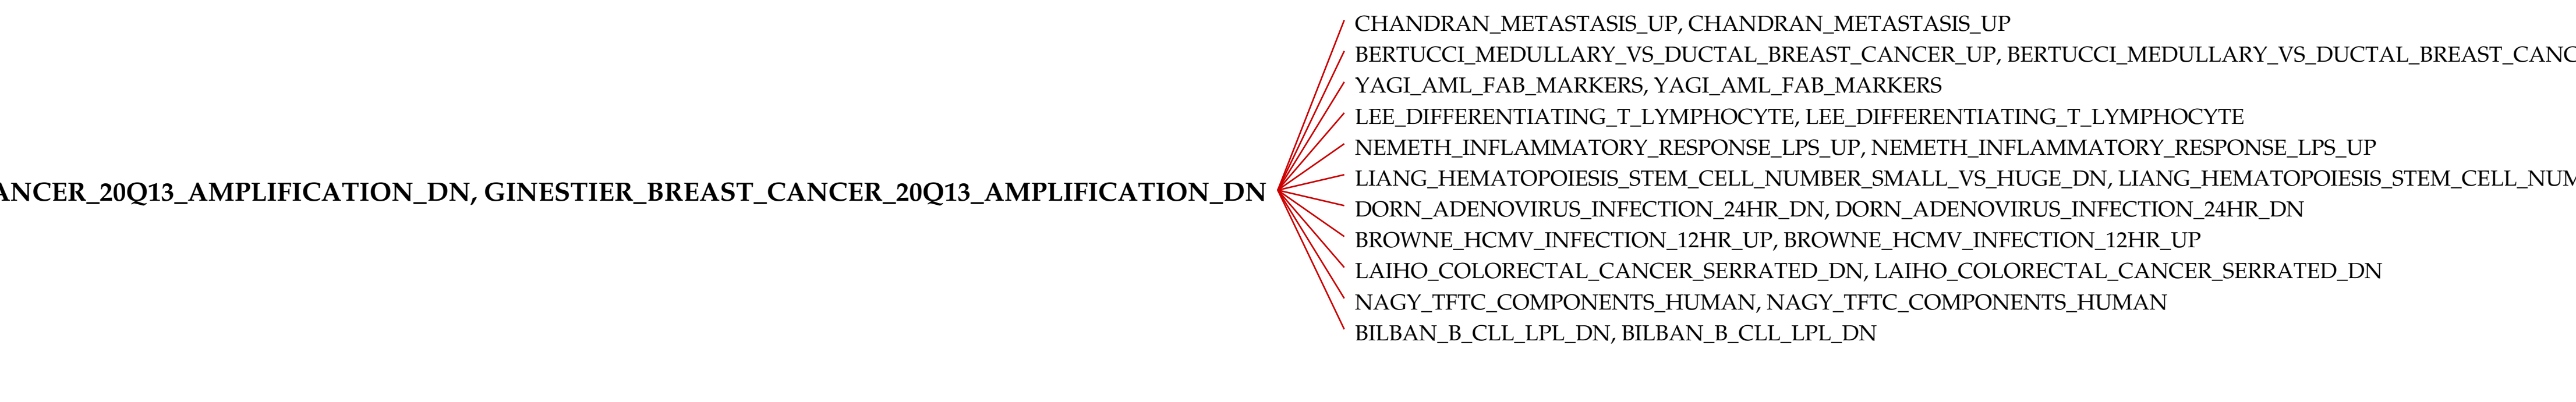 CHANDRAN_METASTASIS_UP, CHANDRAN_METASTASIS_UP
BERTUCCI_MEDULLARY_VS_DUCTAL_BREAST_CANCER_UP, BERTUCCI_MEDULLARY_VS_DUCTAL_BREAST_CANC
YAGI_AML_FAB_MARKERS, YAGI_AML_FAB_MARKERS
LEE_DIFFERENTIATING_T_LYMPHOCYTE, LEE_DIFFERENTIATING_T_LYMPHOCYTE
NEMETH_INFLAMMATORY_RESPONSE_LPS_UP, NEMETH_INFLAMMATORY_RESPONSE_LPS_UP
LIANG_HEMATOPOIESIS_STEM_CELL_NUMBER_SMALL_VS_HUGE_DN, LIANG_HEMATOPOIESIS_STEM_CELL_NUM
ANCER_20Q13_AMPLIFICATION_DN, GINESTIER_BREAST_CANCER_20Q13_AMPLIFICATION_DN
DORN_ADENOVIRUS_INFECTION_24HR_DN, DORN_ADENOVIRUS_INFECTION_24HR_DN
BROWNE_HCMV_INFECTION_12HR_UP, BROWNE_HCMV_INFECTION_12HR_UP
LAIHO_COLORECTAL_CANCER_SERRATED_DN, LAIHO_COLORECTAL_CANCER_SERRATED_DN
NAGY_TFTC_COMPONENTS_HUMAN, NAGY_TFTC_COMPONENTS_HUMAN
BILBAN_B_CLL_LPL_DN, BILBAN_B_CLL_LPL_DN